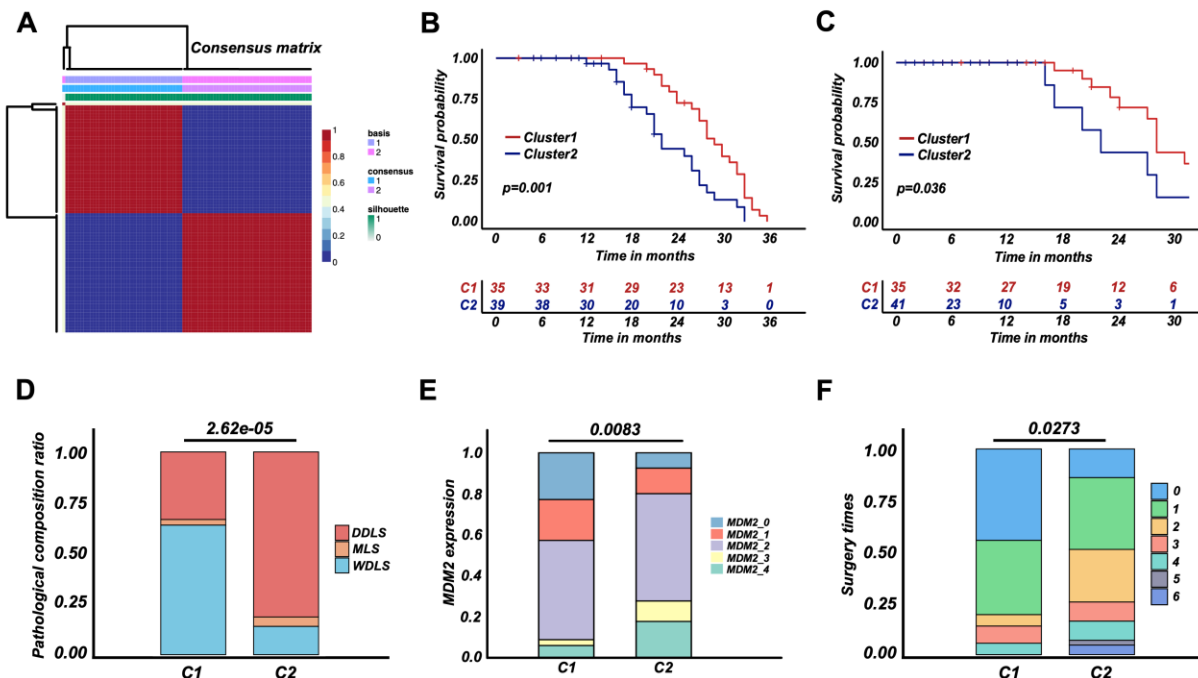 A
Consensus matrix
1
0.8
0.6
0.4
0.2
0
basis
1
2
consensus
1
2
silhouette
1
0
B
Survival probability
1.00
0.75
0.50
0.25
0.00
Cluster1
Cluster2
p=0.001
0 6 12 18 24 30 36
Time in months
C1 35 33 31 29 23 13 1
C2 39 38 30 20 10 3 0
0 6 12 18 24 30 36
Time in months
C
Survival probability
1.00
0.75
0.50
0.25
0.00
Cluster1
Cluster2
p=0.036
0 6 12 18 24 30
Time in months
C1 35 32 27 19 12 6
C2 41 23 10 5 3 1
0 6 12 18 24 30
Time in months
D
Pathological composition ratio
2.62e-05
1.00
0.75
0.50
0.25
0.00
C1 C2
DDLS
MLS
WDLS
E
MDM2 expression
0.0083
1.0
0.8
0.6
0.4
0.2
0.0
C1 C2
MDM2_0
MDM2_1
MDM2_2
MDM2_3
MDM2_4
F
Surgery times
0.0273
1.00
0.75
0.50
0.25
0.00
C1 C2
0
1
2
3
4
5
6